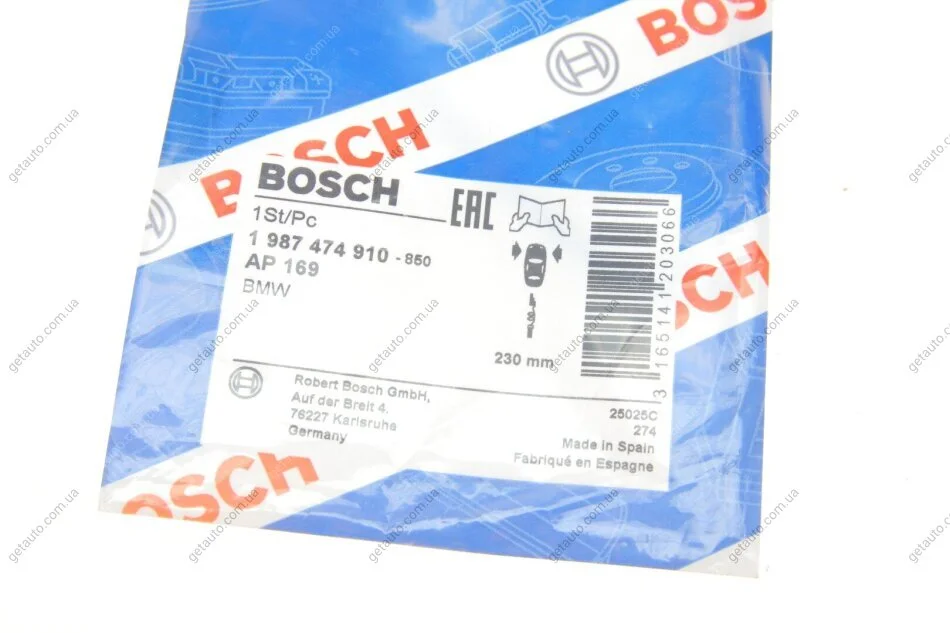 BOSCH
BOSCH
BOSCH
EAC
1St/Pc
1 987 474 910 - 850
AP 169
BMW
230 mm
3 165141 203066
Robert Bosch GmbH,
Auf der Breit 4,
76227 Karlsruhe
Germany
25025C
274
Made in Spain
Fabriqué en Espagne
BOSCH
BOSCH
getauto.com.ua